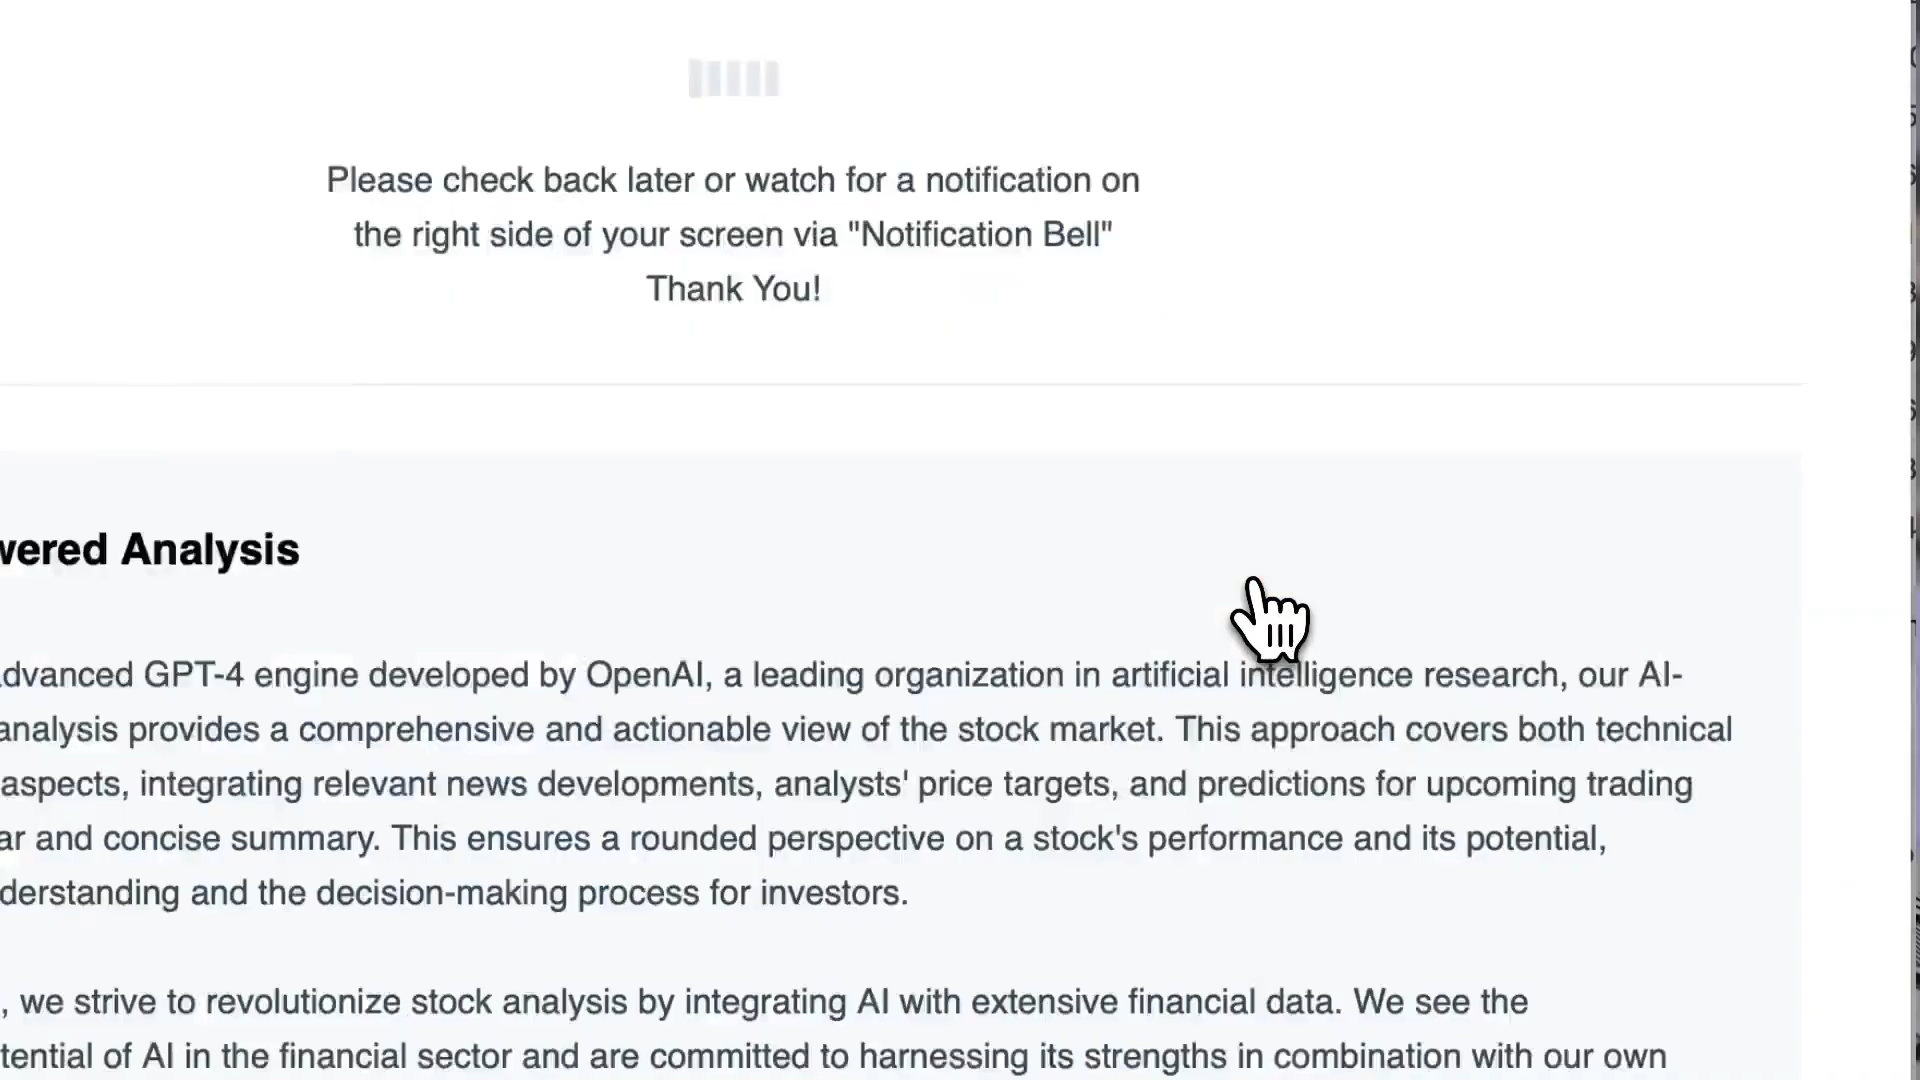 Please check back later or watch for a notification on
the right side of your screen via "Notification Bell"
Thank You!
wered Analysis
dvanced GPT-4 engine developed by OpenAI, a leading organization in artificial intelligence research, our AI-
analysis provides a comprehensive and actionable view of the stock market. This approach covers both technical
aspects, integrating relevant news developments, analysts' price targets, and predictions for upcoming trading
ar and concise summary. This ensures a rounded perspective on a stock's performance and its potential,
derstanding and the decision-making process for investors.
, we strive to revolutionize stock analysis by integrating AI with extensive financial data. We see the
tential of AI in the financial sector and are committed to harnessing its strengths in combination with our own